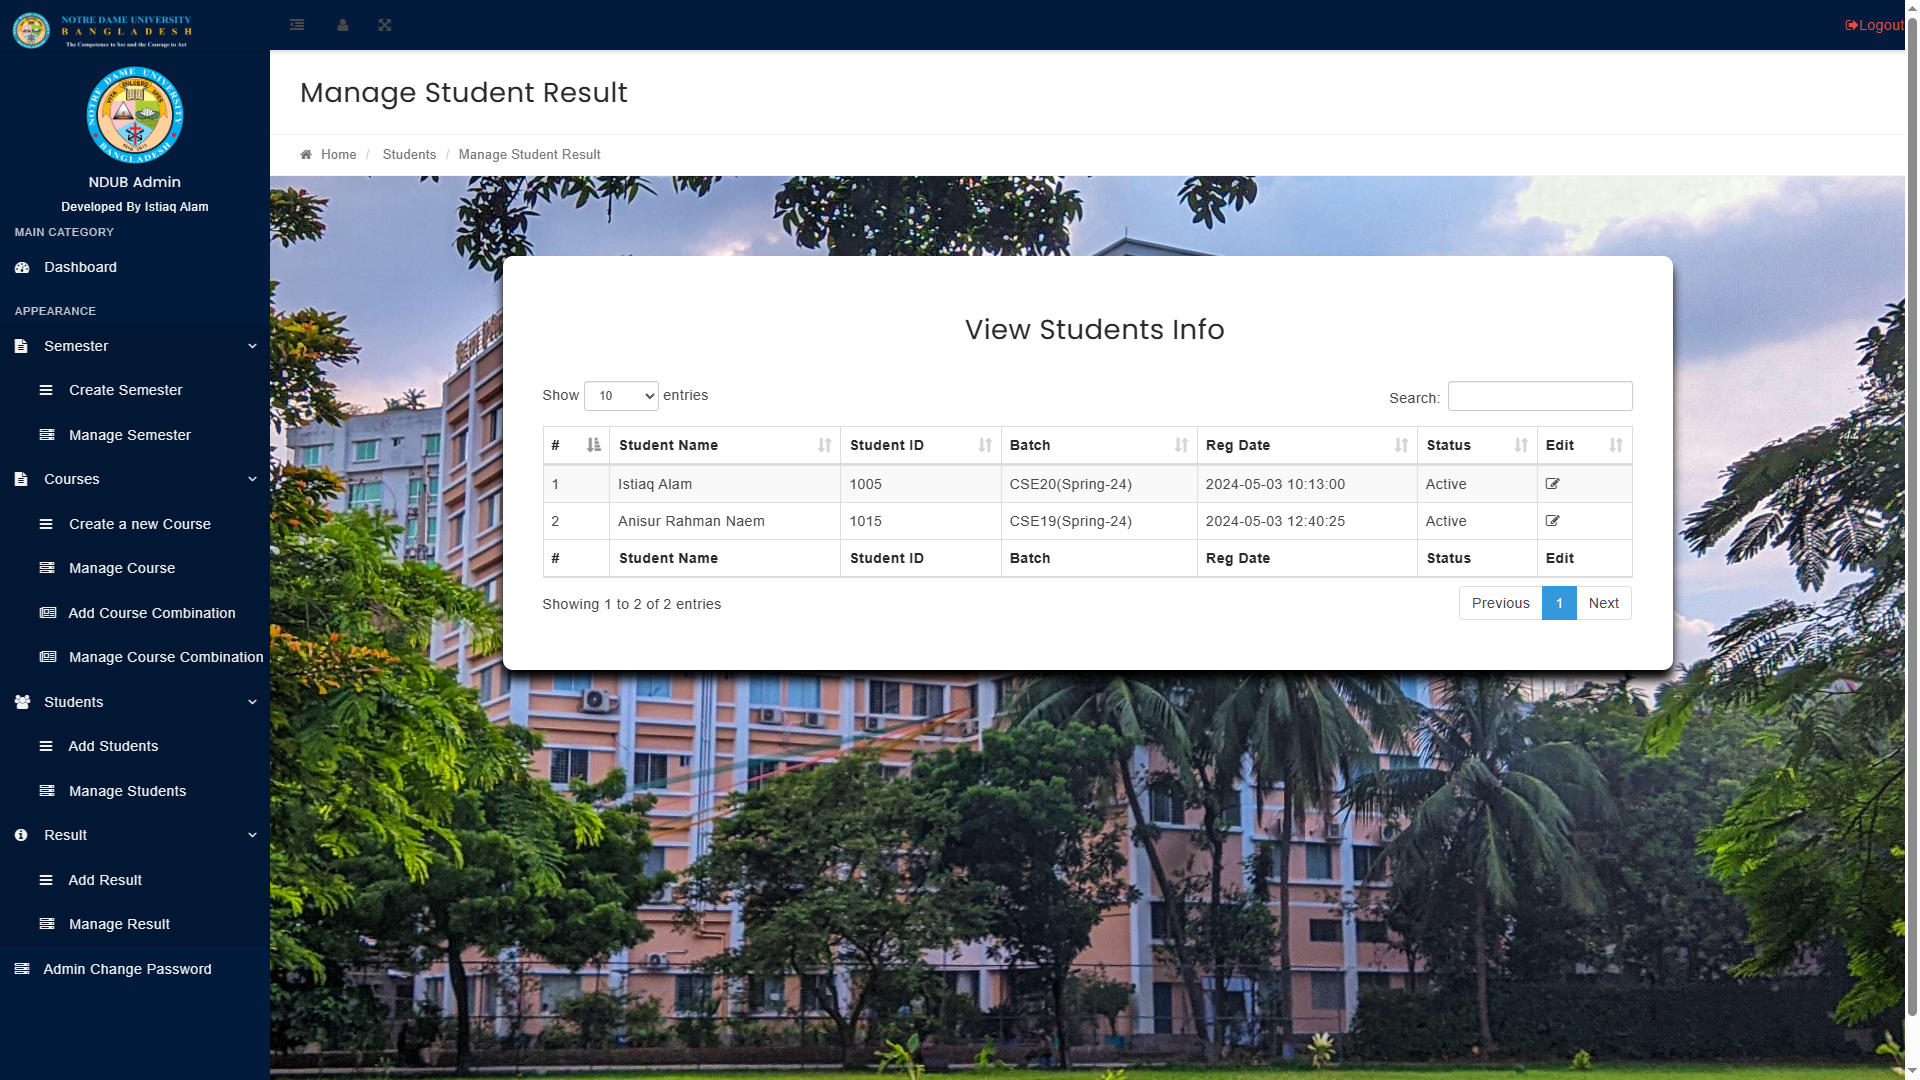 NOTRE DAME UNIVERSITY
BANGLADESH
The Competence to See and the Courage to Act
Logout
NOTRE DAME UNIVERSITY
BANGLADESH
NDUB Admin
Developed By Istiaq Alam
MAIN CATEGORY
Dashboard
APPEARANCE
Semester
Create Semester
Manage Semester
Courses
Create a new Course
Manage Course
Add Course Combination
Manage Course Combination
Students
Add Students
Manage Students
Result
Add Result
Manage Result
Admin Change Password
Manage Student Result
Home / Students / Manage Student Result
View Students Info
Show 10 entries
Search:
# Student Name Student ID Batch Reg Date Status Edit
1 Istiaq Alam 1005 CSE20(Spring-24) 2024-05-03 10:13:00 Active
2 Anisur Rahman Naem 1015 CSE19(Spring-24) 2024-05-03 12:40:25 Active
# Student Name Student ID Batch Reg Date Status Edit
Showing 1 to 2 of 2 entries
Previous 1 Next